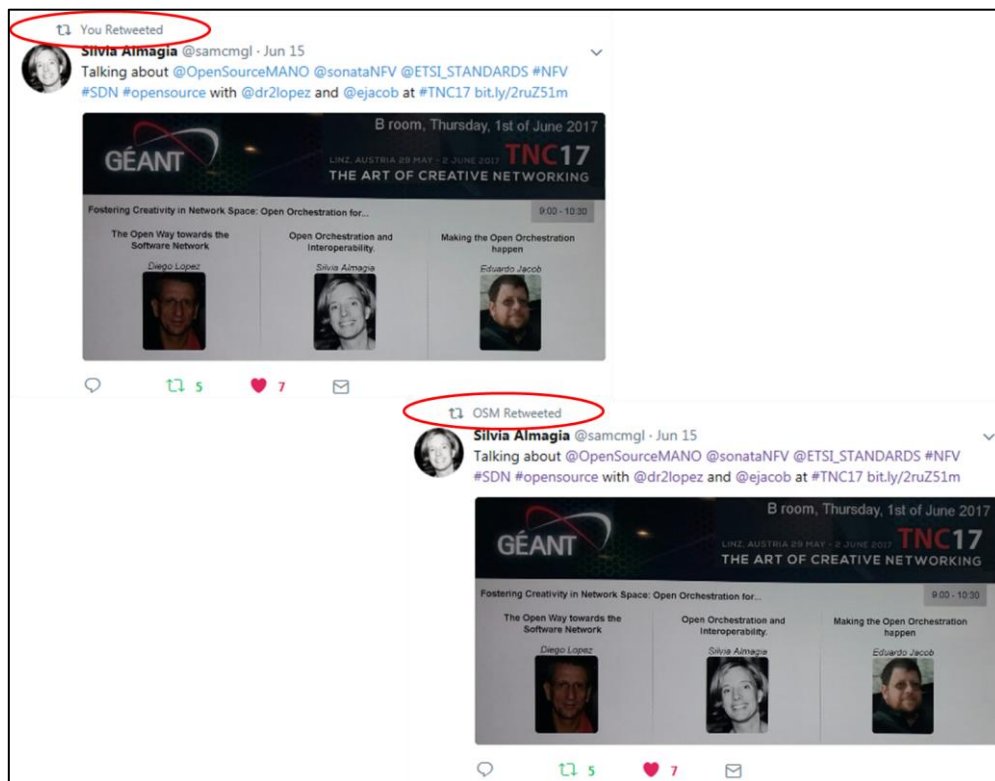 You Retweeted
Silvia Almagia @samcmgl · Jun 15
Talking about @OpenSourceMANO @sonataNFV @ETSI_STANDARDS #NFV
#SDN #opensource with @dr2lopez and @ejacob at #TNC17 bit.ly/2ruZ51m
B room, Thursday, 1st of June 2017
GÉANT
LINZ, AUSTRIA 29 MAY - 2 JUNE 2017 TNC17
THE ART OF CREATIVE NETWORKING
Fostering Creativity in Network Space: Open Orchestration for... 9:00 - 10:30
The Open Way towards the
Software Network
Diego Lopez
Open Orchestration and
Interoperability.
Silvia Almagia
Making the Open Orchestration
happen
Eduardo Jacob
5 7
OSM Retweeted
Silvia Almagia @samcmgl · Jun 15
Talking about @OpenSourceMANO @sonataNFV @ETSI_STANDARDS #NFV
#SDN #opensource with @dr2lopez and @ejacob at #TNC17 bit.ly/2ruZ51m
B room, Thursday, 1st of June 2017
GÉANT
LINZ, AUSTRIA 29 MAY - 2 JUNE 2017 TNC17
THE ART OF CREATIVE NETWORKING
Fostering Creativity in Network Space: Open Orchestration for... 9:00 - 10:30
The Open Way towards the
Software Network
Diego Lopez
Open Orchestration and
Interoperability.
Silvia Almagia
Making the Open Orchestration
happen
Eduardo Jacob
5 7